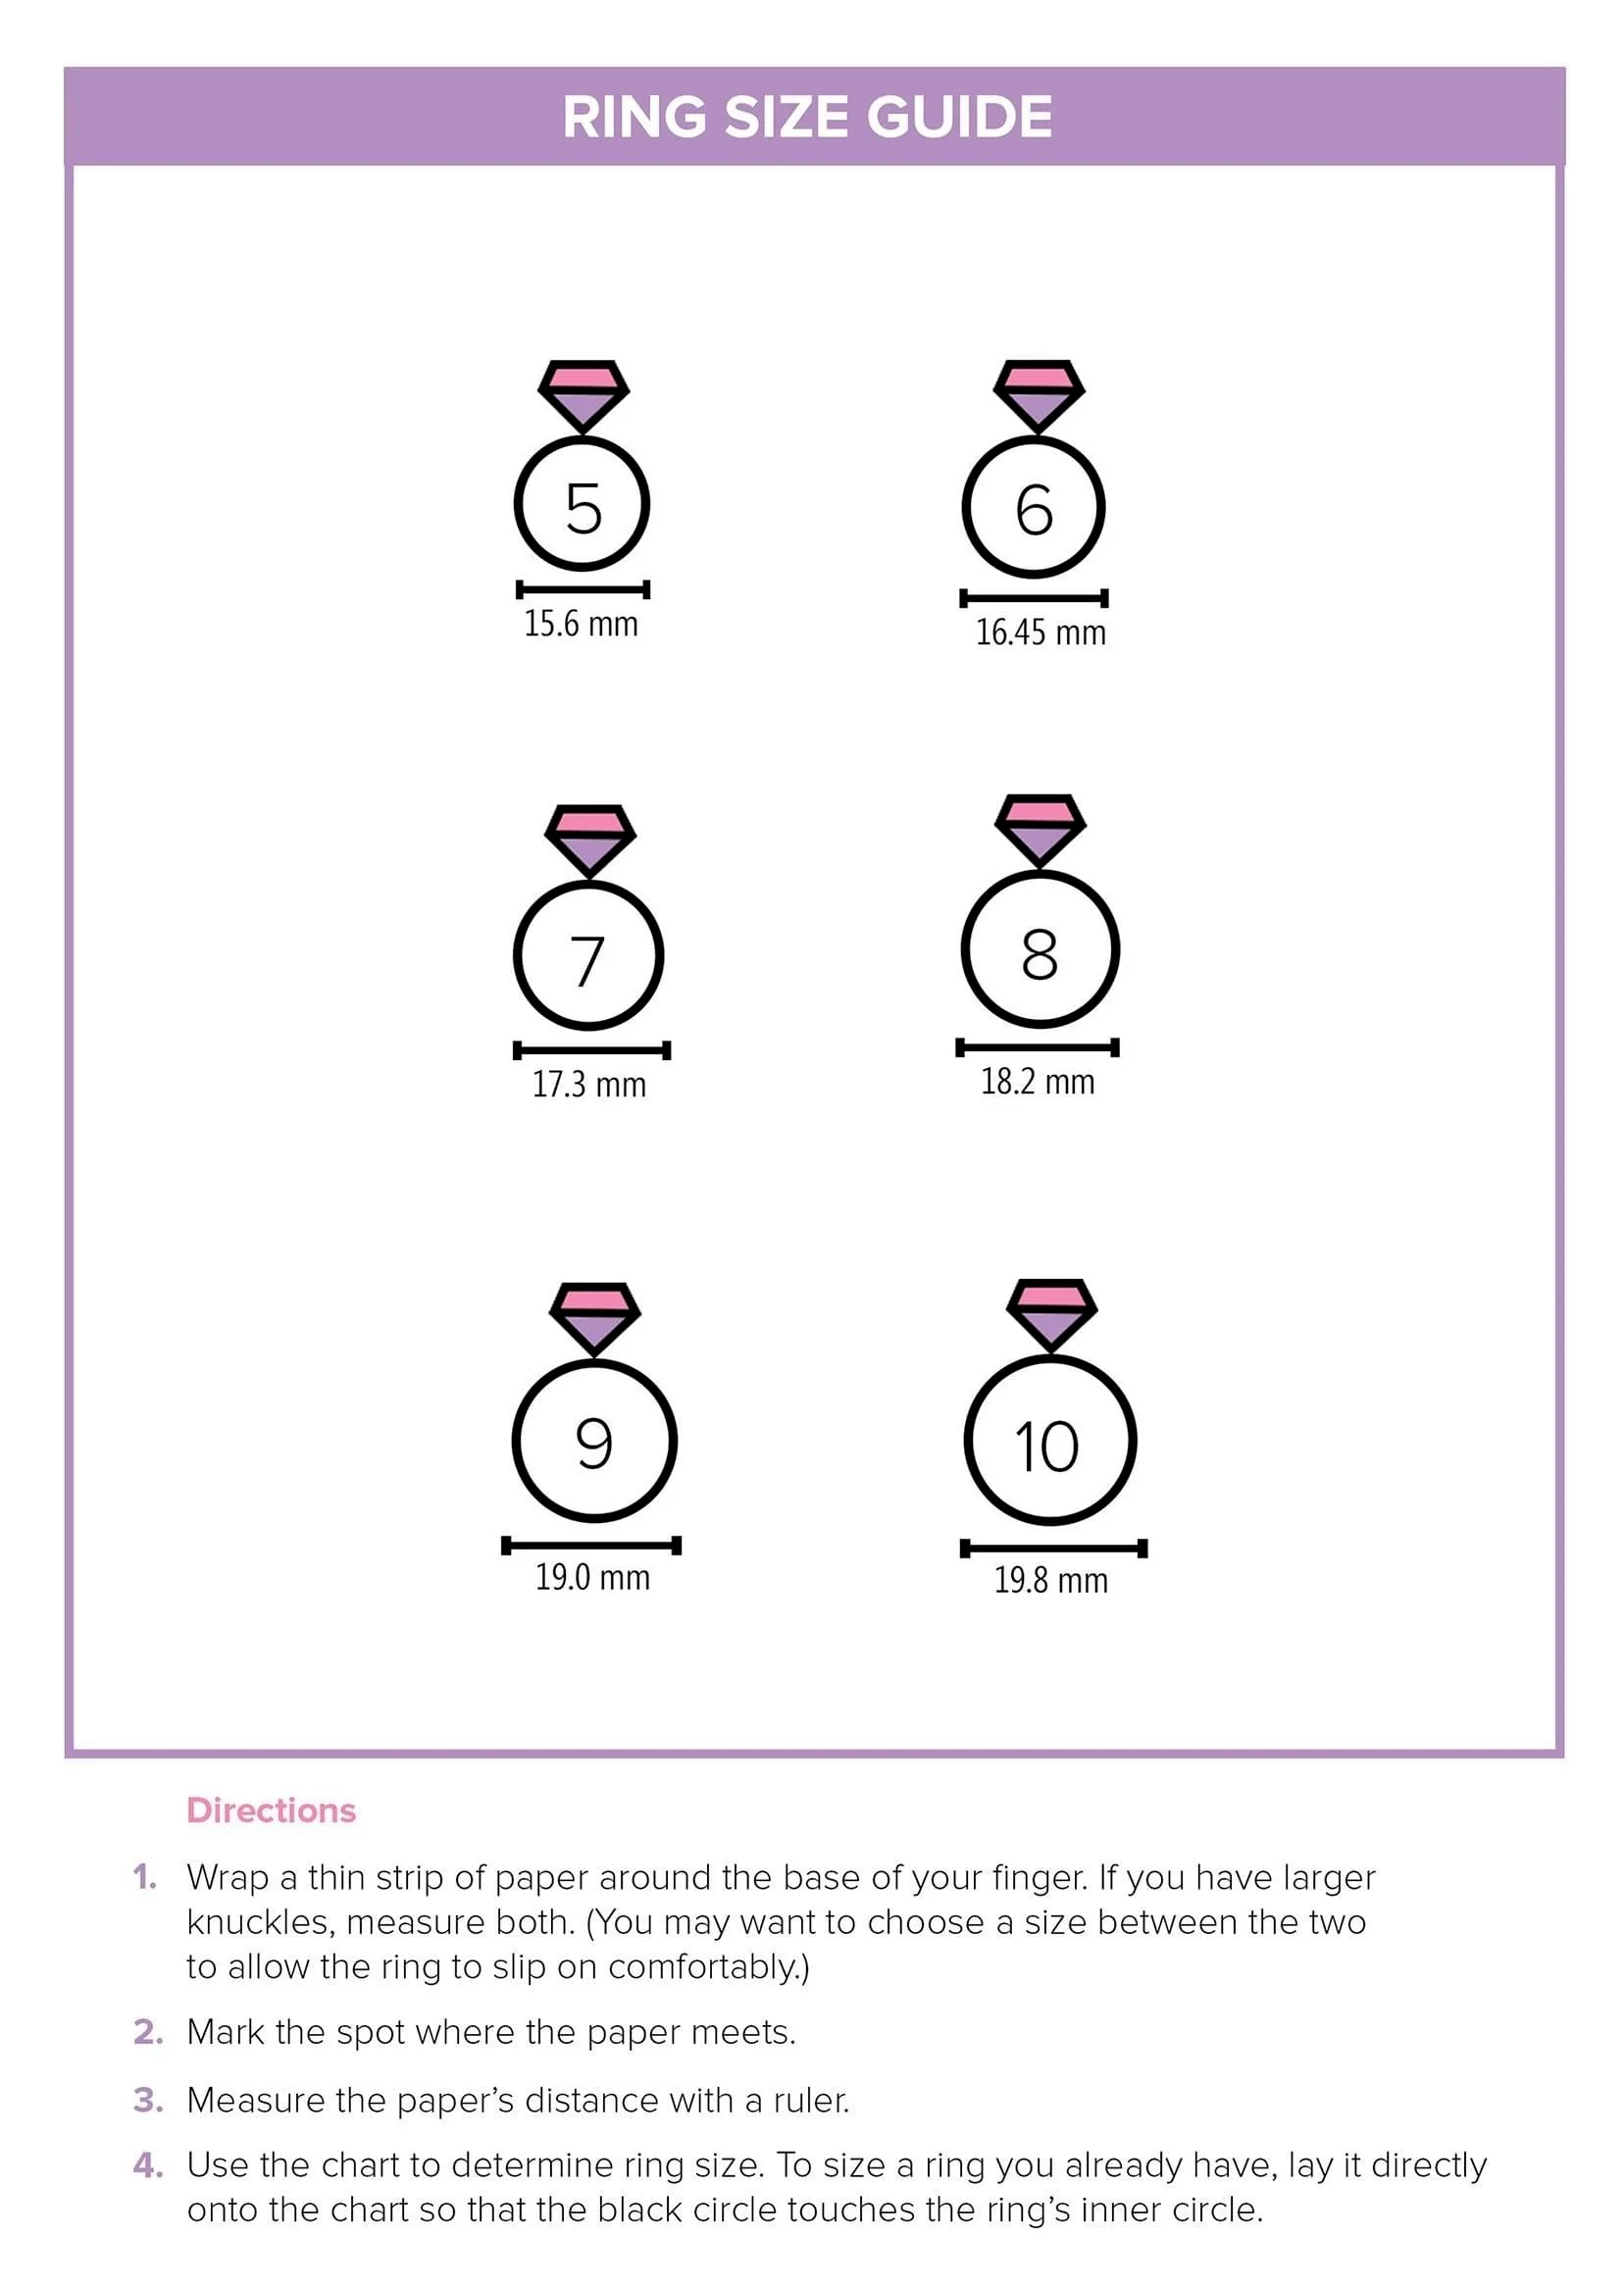 RING SIZE GUIDE
5
6
15.6 mm
16.45 mm
7
8
17.3 mm
18.2 mm
9
10
19.0 mm
19.8 mm
Directions
1. Wrap a thin strip of paper around the base of your finger. If you have larger
knuckles, measure both. (You may want to choose a size between the two
to allow the ring to slip on comfortably.)
2. Mark the spot where the paper meets.
3. Measure the paper’s distance with a ruler.
4. Use the chart to determine ring size. To size a ring you already have, lay it directly
onto the chart so that the black circle touches the ring’s inner circle.